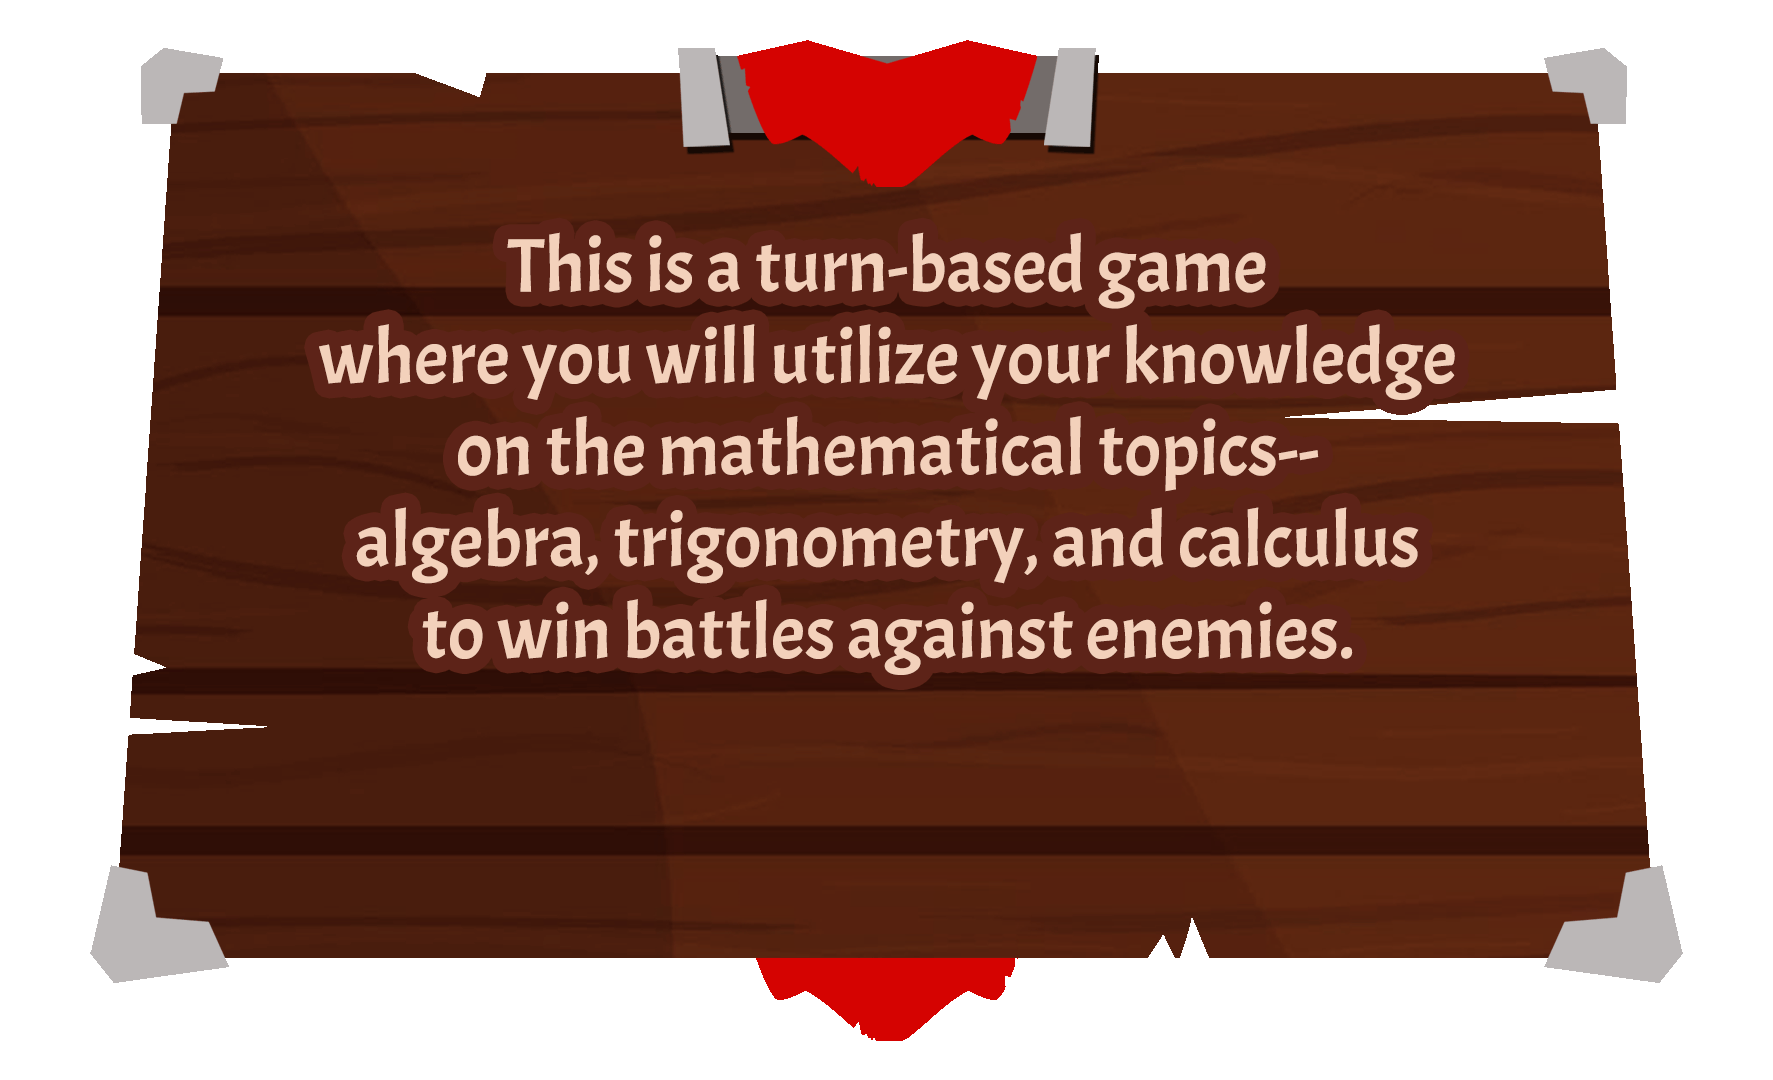 This is a turn-based game
where you will utilize your knowledge
on the mathematical topics--
algebra, trigonometry, and calculus
to win battles against enemies.